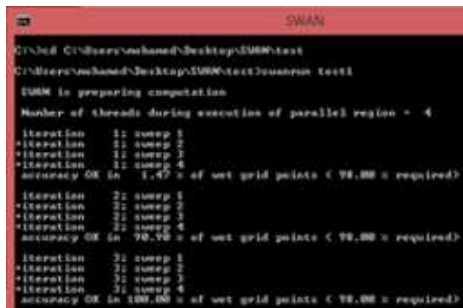 SWAN
C:\>cd C:\Users\mohamed\Desktop\SWAN\test
C:\Users\mohamed\Desktop\SWAN\test>swanrun test1
SWAN is preparing computation
Number of threads during execution of parallel region = 4
iteration 1; sweep 1
+iteration 1; sweep 2
+iteration 1; sweep 3
+iteration 1; sweep 4
accuracy OK in 1.47 % of wet grid points ( 98.00 % required)
iteration 2; sweep 1
+iteration 2; sweep 2
+iteration 2; sweep 3
+iteration 2; sweep 4
accuracy OK in 70.70 % of wet grid points ( 98.00 % required)
iteration 3; sweep 1
+iteration 3; sweep 2
+iteration 3; sweep 3
+iteration 3; sweep 4
accuracy OK in 100.00 % of wet grid points ( 98.00 % required)